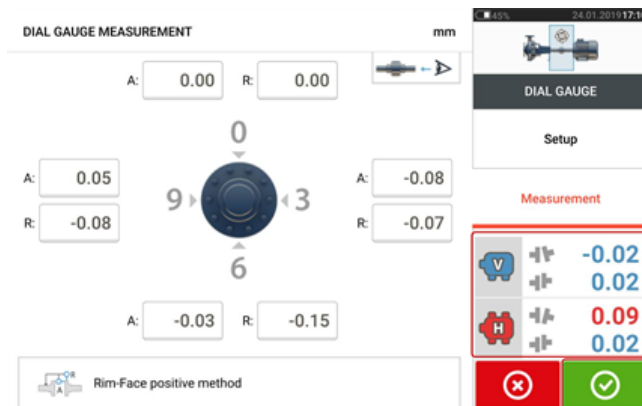 DIAL GAUGE MEASUREMENT mm
45% 24.01.2019 17:10
A: 0.00 R: 0.00
DIAL GAUGE
0
Setup
A: 0.05
R: -0.08
9 3
A: -0.08
R: -0.07
Measurement
6
V -0.02
0.02
H 0.09
0.02
A: -0.03 R: -0.15
A R Rim-Face positive method